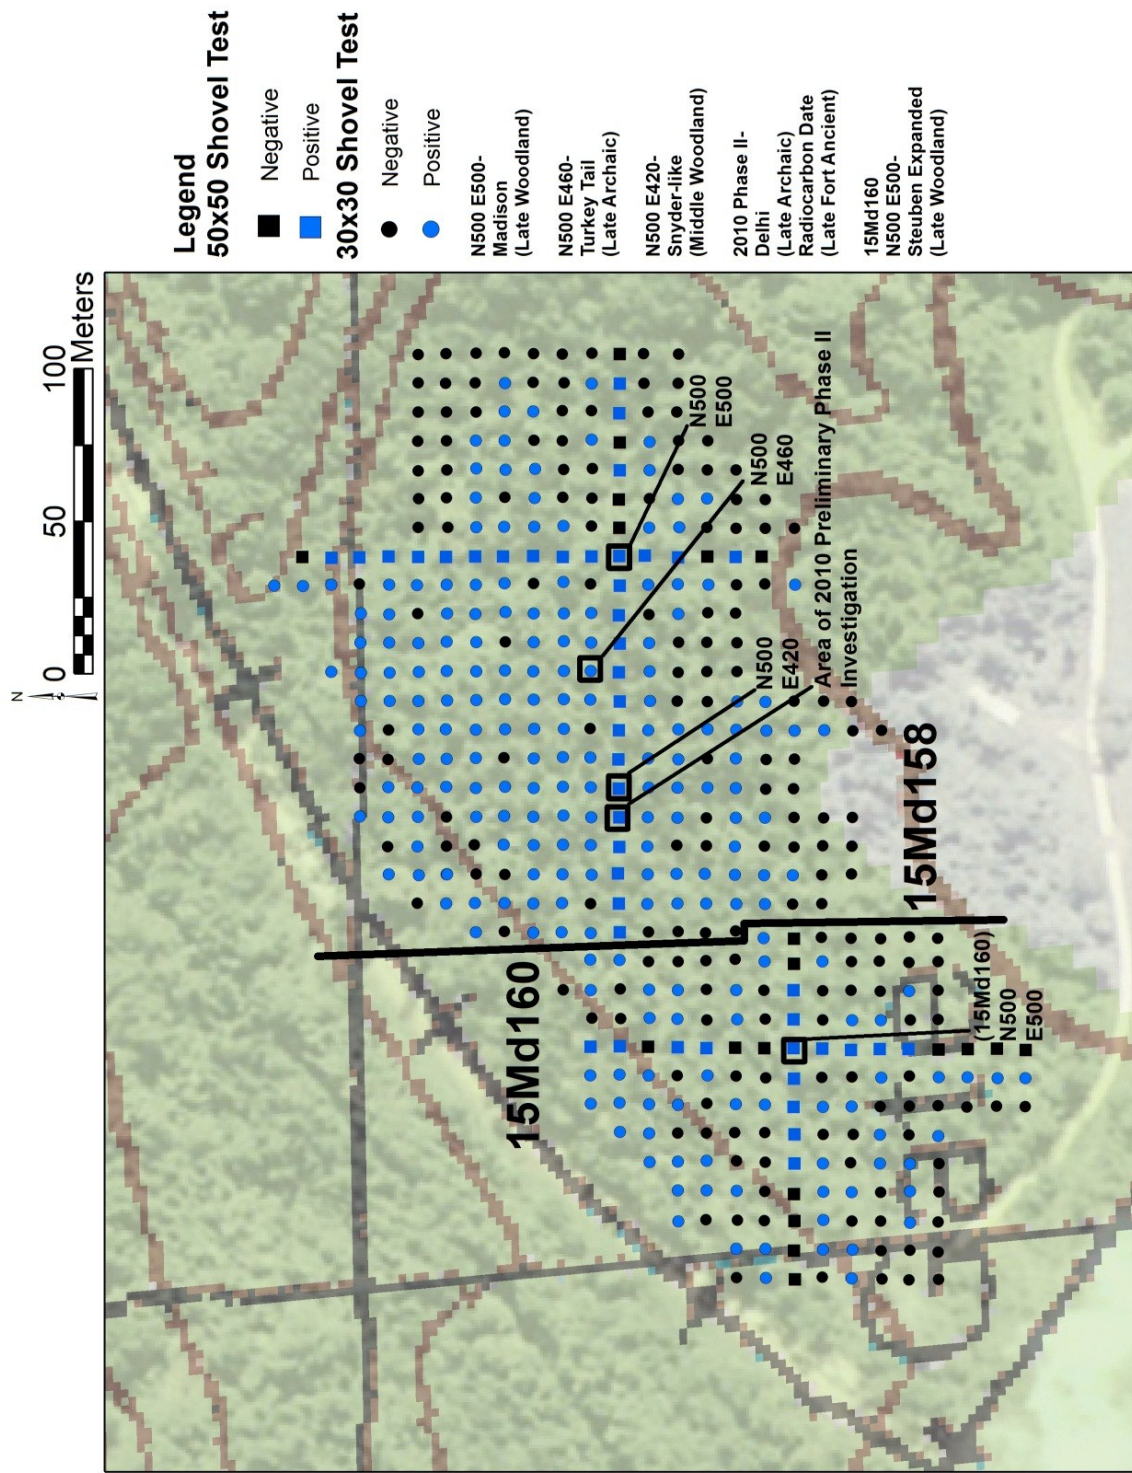 Legend
50x50 Shovel Test
Negative
Positive
30x30 Shovel Test
Negative
Positive
N500 E500-
Madison
(Late Woodland)
N500 E460-
Turkey Tail
(Late Archaic)
N500 E420-
Snyder-like
(Middle Woodland)
2010 Phase II-
Delhi
(Late Archaic)
Radiocarbon Date
(Late Fort Ancient)
15Md160
N500 E500-
Steuben Expanded
(Late Woodland)
N
0 50 100
Meters
15Md160
15Md158
N500
E500
N500
E460
N500
E420
Area of 2010 Preliminary Phase II
Investigation
(15Md160)
N500
E500